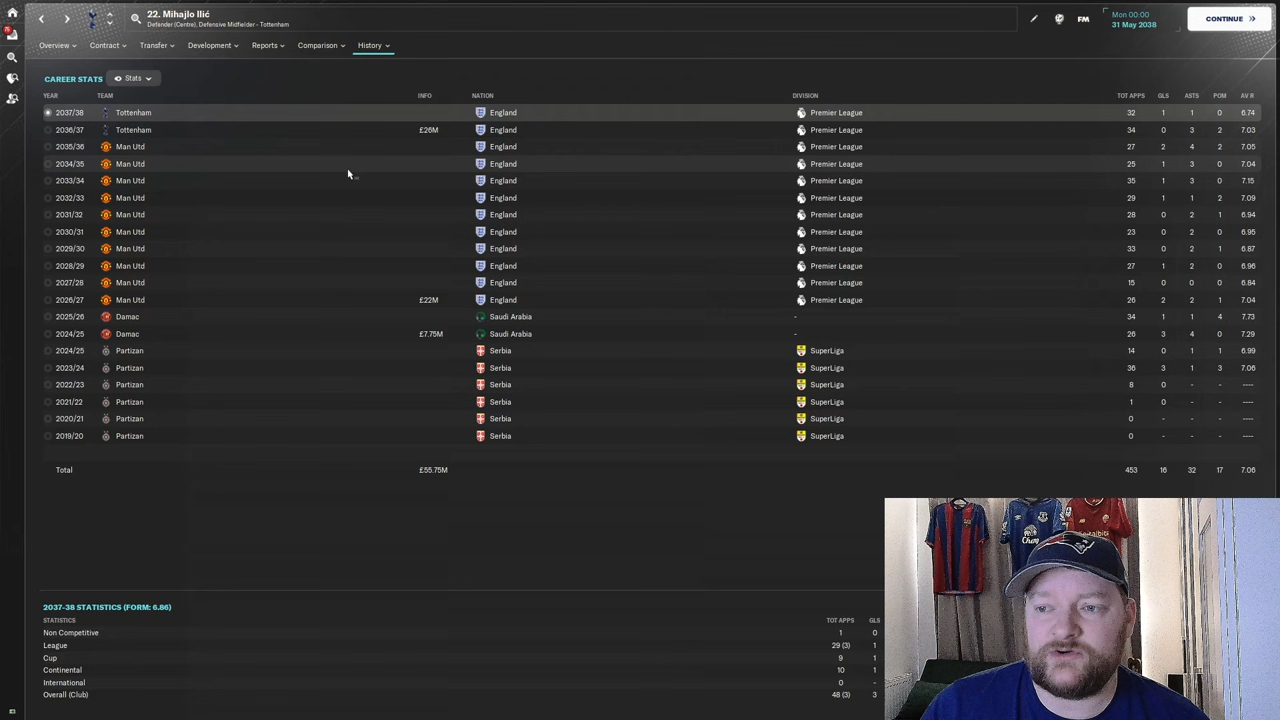 22. Mihajlo Ilić
Defender (Centre), Defensive Midfielder - Tottenham
Mon 00:00
31 May 2038
FM
CONTINUE
Overview Contract Transfer Development Reports Comparison History
CAREER STATS Stats
YEAR TEAM INFO NATION DIVISION TOT APPS GLS ASTS POM AV R
2037/38 Tottenham England Premier League 32 1 1 0 6.74
2036/37 Tottenham £26M England Premier League 34 0 3 2 7.03
2035/36 Man Utd England Premier League 27 2 4 2 7.05
2034/35 Man Utd England Premier League 25 1 3 0 7.04
2033/34 Man Utd England Premier League 35 1 3 0 7.15
2032/33 Man Utd England Premier League 29 1 1 2 7.09
2031/32 Man Utd England Premier League 28 0 2 1 6.94
2030/31 Man Utd England Premier League 23 0 2 0 6.95
2029/30 Man Utd England Premier League 33 0 2 1 6.87
2028/29 Man Utd England Premier League 27 1 2 0 6.96
2027/28 Man Utd England Premier League 15 0 0 0 6.84
2026/27 Man Utd £22M England Premier League 26 2 2 1 7.04
2025/26 Damac Saudi Arabia - 34 1 1 4 7.73
2024/25 Damac £7.75M Saudi Arabia - 26 3 4 0 7.29
2024/25 Partizan Serbia SuperLiga 14 0 1 1 6.99
2023/24 Partizan Serbia SuperLiga 36 3 1 3 7.06
2022/23 Partizan Serbia SuperLiga 8 0 - - ----
2021/22 Partizan Serbia SuperLiga 1 0 - - ----
2020/21 Partizan Serbia SuperLiga 0 - - - ----
2019/20 Partizan Serbia SuperLiga 0 - - - ----
Total £55.75M 453 16 32 17 7.06
2037-38 STATISTICS (FORM: 6.86)
STATISTICS TOT APPS GLS
Non Competitive 1 0
League 29 (3) 1
Cup 9 1
Continental 10 1
International 0 -
Overall (Club) 48 (3) 3